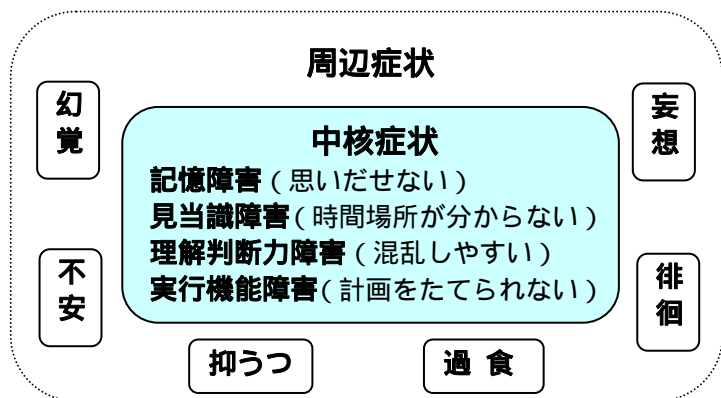 周辺症状
幻覚
妄想
中核症状
記憶障害(思いだせない)
見当識障害(時間場所が分からない)
理解判断力障害(混乱しやすい)
実行機能障害(計画をたてられない)
不安
徘徊
抑うつ
過 食